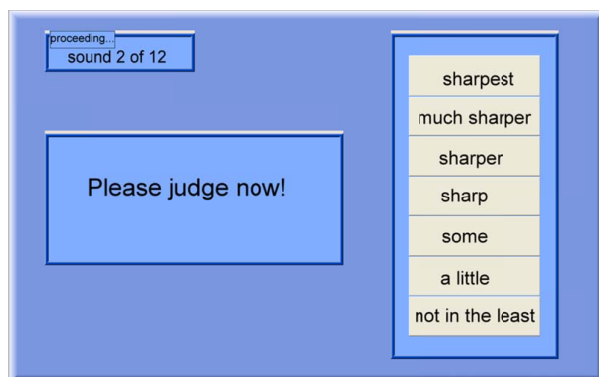 proceeding...
sound 2 of 12
Please judge now!
sharpest
much sharper
sharper
sharp
some
a little
not in the least